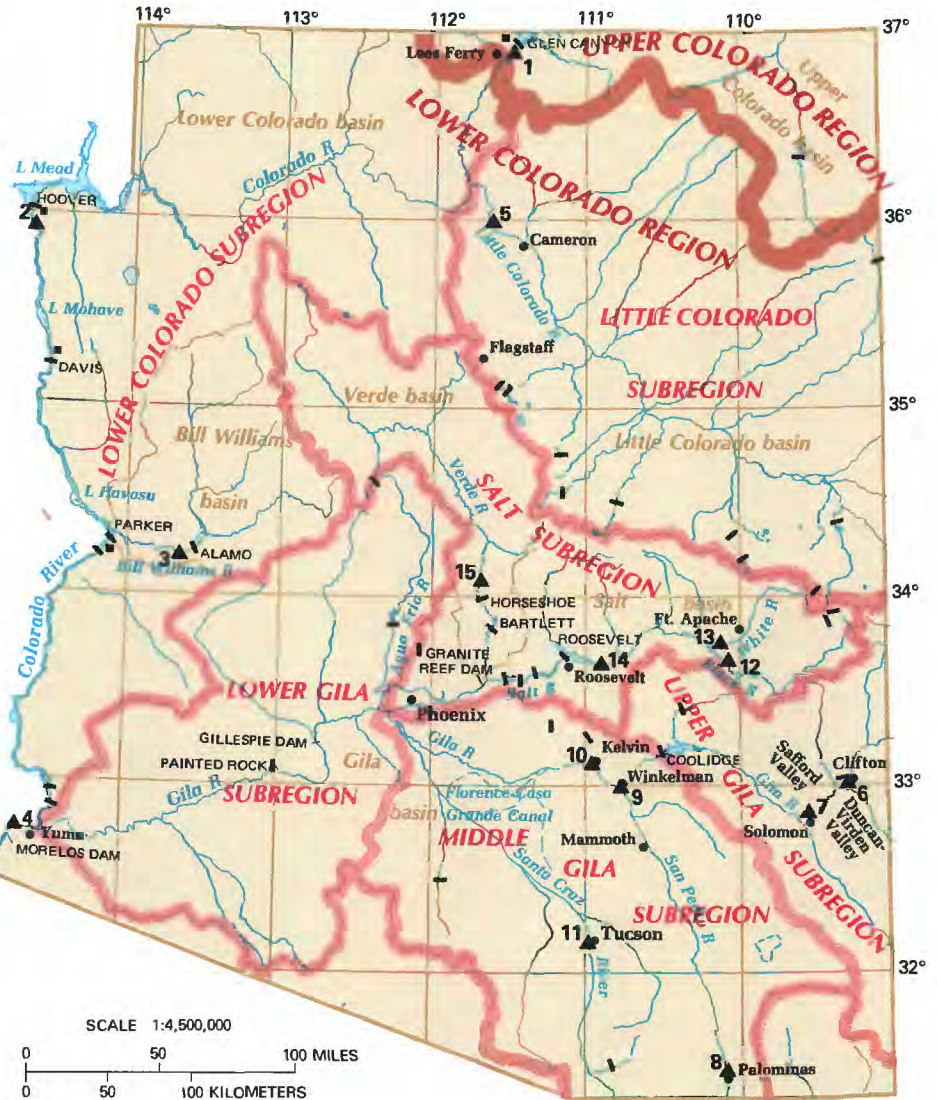 114° 113° 112° 111° 110° 37°
GLEN CANYON
Lees Ferry
1
UPPER COLORADO REGION
Upper
Colorado Basin
Lower Colorado basin
LOWER COLORADO REGION
Colorado R
L Mead
HOOVER
2
36°
5
Cameron
Little Colorado R
LOWER COLORADO SUBREGION
L Mohave
DAVIS
LITTLE COLORADO
SUBREGION
Flagstaff
Verde basin
35°
Bill Williams
basin
Little Colorado basin
Verde R
SALT
SUBREGION
L Havasu
PARKER
3
ALAMO
Bill Williams R
Colorado River
34°
15
HORSESHOE
BARTLETT
Salt
basin
Ft. Apache
White R
13
12
ROOSEVELT
14
Roosevelt
Agua Fria R
GRANITE
REEF DAM
Salt R
LOWER GILA
SUBREGION
Phoenix
UPPER
GILA
SUBREGION
GILLESPIE DAM
PAINTED ROCK
Gila
basin
Gila R
Gila R
10
Kelvin
COOLIDGE
Winkelman
9
Gila R
Safford
Valley
Clifton
33°
6
7
Solomon
Duncan-
Virden
Valley
Florence-Casa
Grande Canal
MIDDLE
GILA
SUBREGION
4
Yuma
MORELOS DAM
Mammoth
San Pedro R
Santa Cruz
River
11
Tucson
32°
8
Palominas
SCALE 1:4,500,000
0 50 100 MILES
0 50 100 KILOMETERS